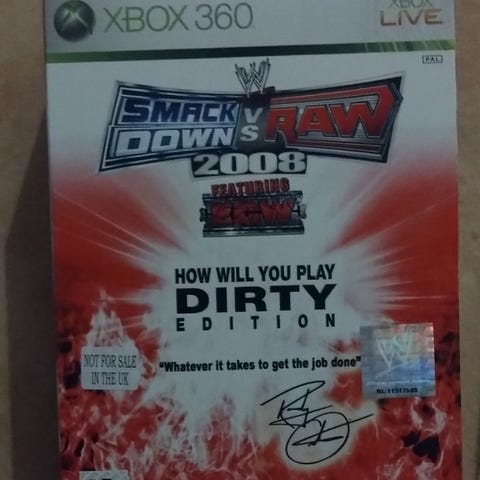 XBOX 360
XBOX
LIVE
PAL
W
SMACK
DOWN
VS
RAW
2008
FEATURING
ECW
HOW WILL YOU PLAY
DIRTY
EDITION
NOT FOR SALE
IN THE UK
"Whatever it takes to get the job done"